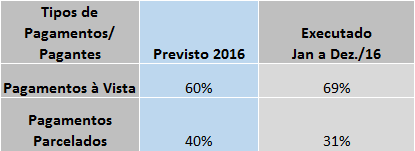 Tipos de
Pagamentos/
Pagantes
Previsto 2016
Executado
Jan a Dez./16
Pagamentos à Vista
60%
69%
Pagamentos
Parcelados
40%
31%